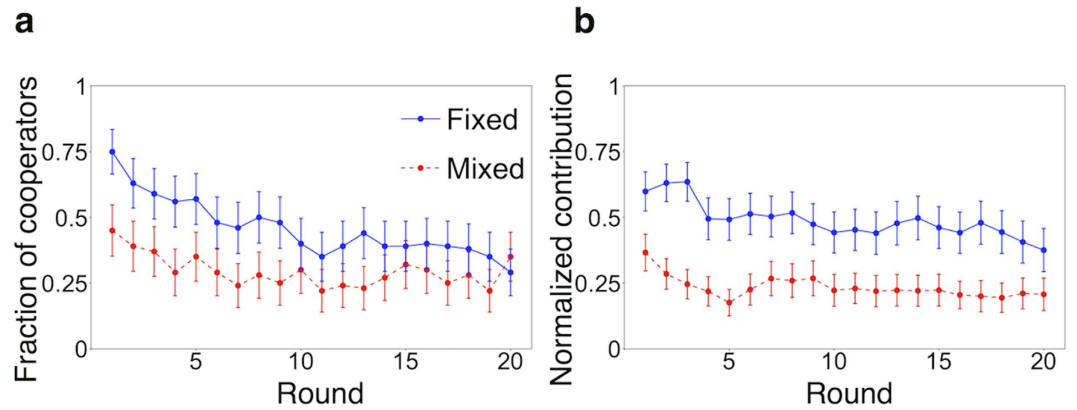 a
Fraction of cooperators
1
0.75
0.5
0.25
0
5
10
15
20
Round
Fixed
Mixed
b
Normalized contribution
1
0.75
0.5
0.25
0
5
10
15
20
Round